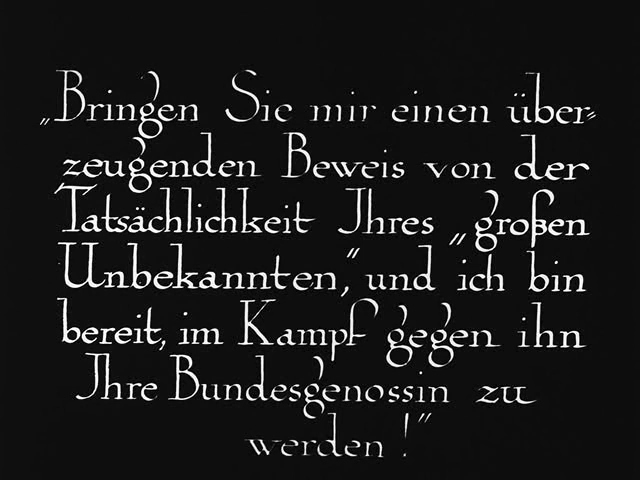 „Bringen Sie mir einen über-
zeugenden Beweis von der
Tatsächlichkeit Ihres „großen
Unbekannten,“ und ich bin
bereit, im Kampf gegen ihn
Ihre Bundesgenossin zu
werden!“